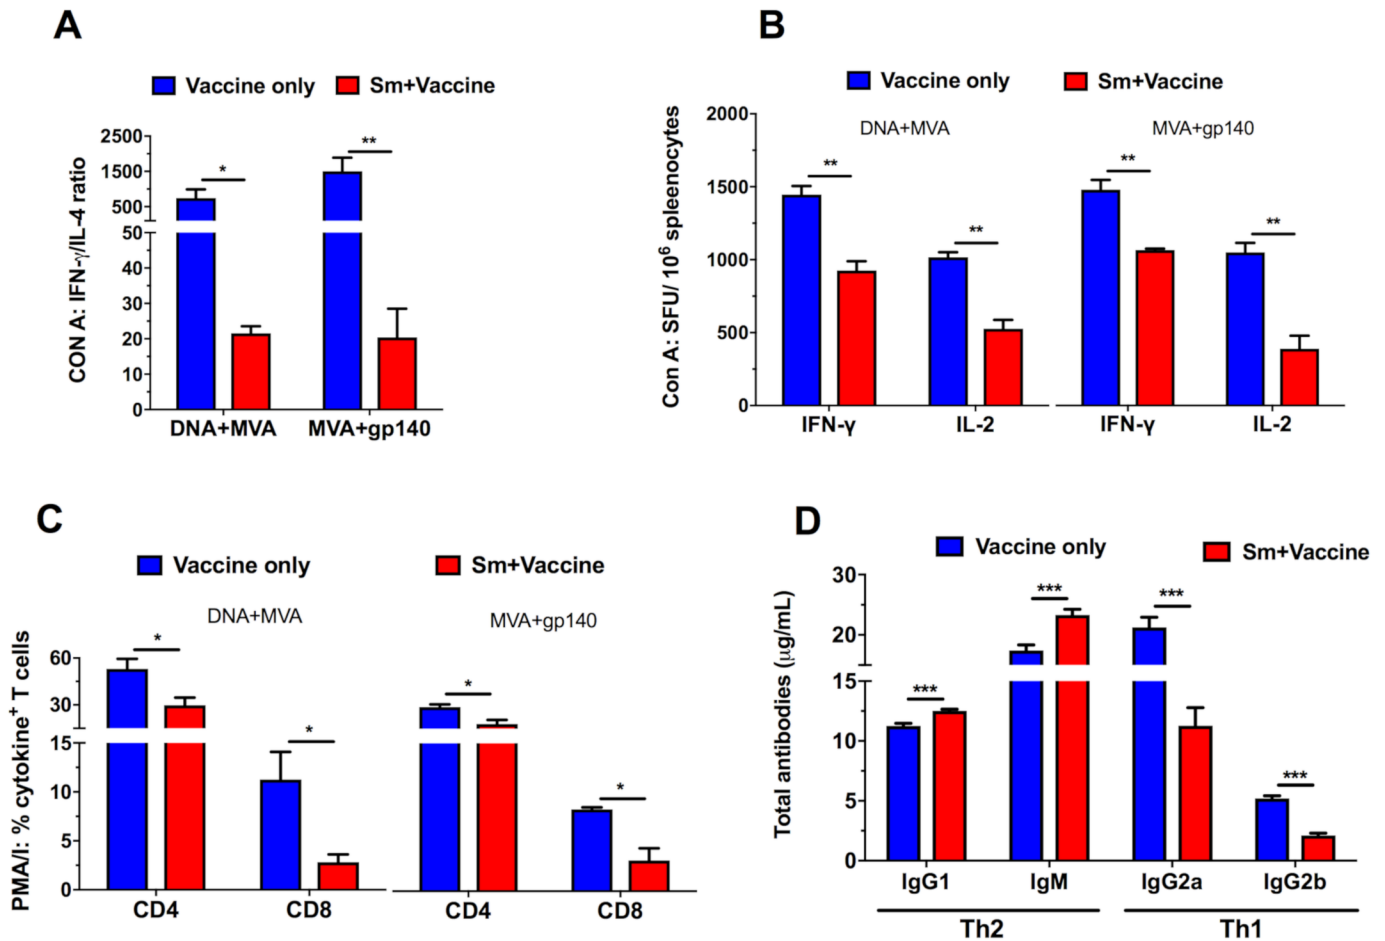 A
Vaccine only Sm+Vaccine
CON A: IFN-γ/IL-4 ratio
2500
1500
500
50
40
30
20
10
0
* **
DNA+MVA MVA+gp140
B
Vaccine only Sm+Vaccine
DNA+MVA MVA+gp140
Con A: SFU/ 10⁶ spleenocytes
2000
1500
1000
500
0
** ** ** **
IFN-γ IL-2 IFN-γ IL-2
C
Vaccine only Sm+Vaccine
DNA+MVA MVA+gp140
PMA/I: % cytokine⁺ T cells
60
30
15
10
5
0
* * * *
CD4 CD8 CD4 CD8
D
Vaccine only Sm+Vaccine
Total antibodies (µg/mL)
30
20
15
10
5
0
*** *** *** ***
IgG1 IgM IgG2a IgG2b
Th2 Th1